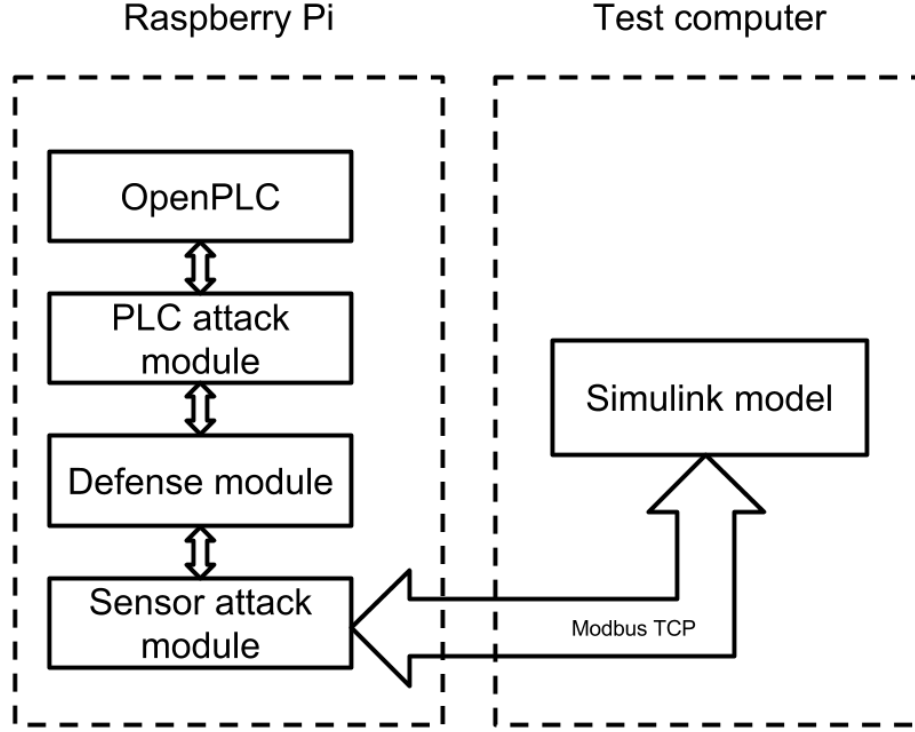 Raspberry Pi
Test computer
OpenPLC
PLC attack
module
Defense module
Sensor attack
module
Simulink model
Modbus TCP